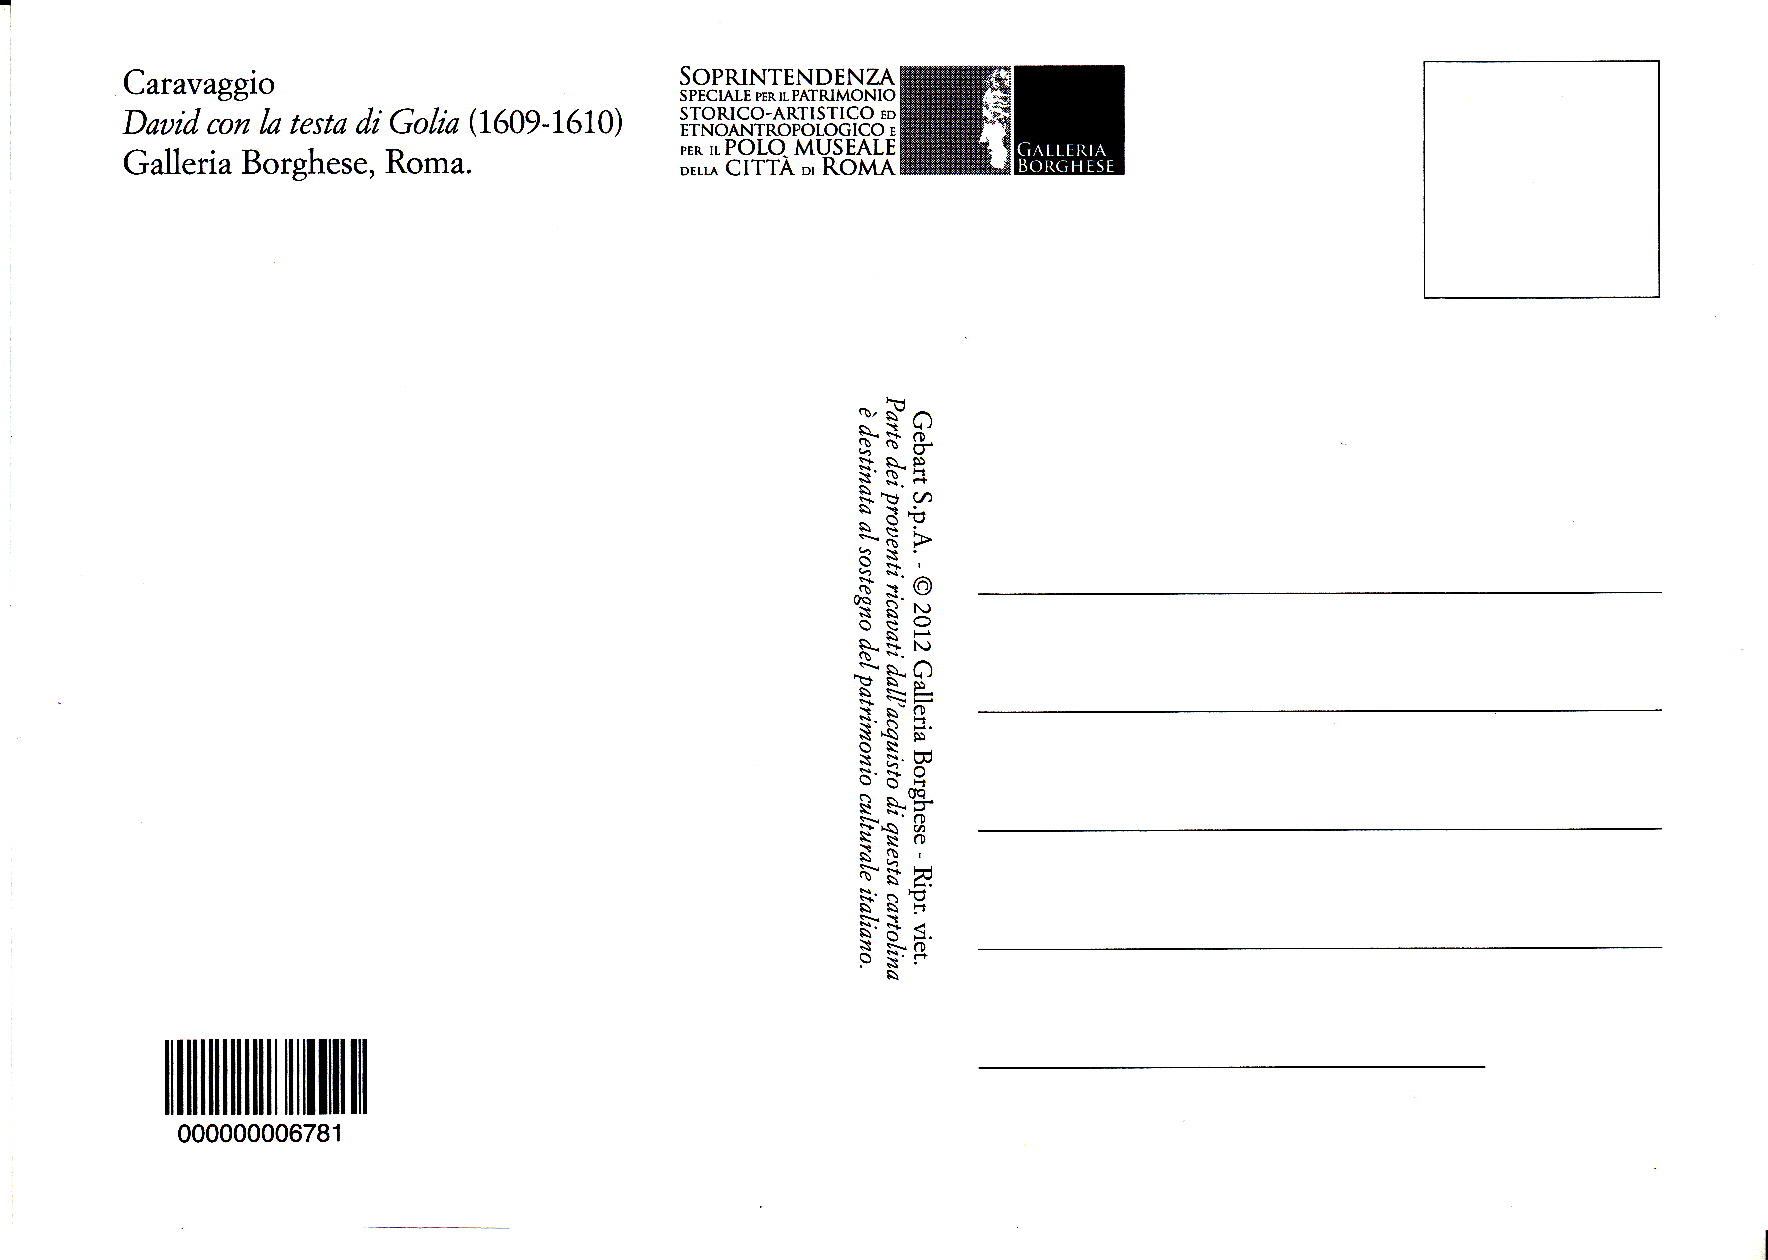 Caravaggio
David con la testa di Golia (1609-1610)
Galleria Borghese, Roma.
SOPRINTENDENZA
SPECIALE PER IL PATRIMONIO
STORICO-ARTISTICO ED
ETNOANTROPOLOGICO E
PER IL POLO MUSEALE
DELLA CITTÀ DI ROMA
GALLERIA
BORGHESE
Gebart S.p.A. - © 2012 Galleria Borghese - Ripr. viet.
Parte dei proventi ricavati dall'acquisto di questa cartolina
è destinata al sostegno del patrimonio culturale italiano.
000000006781